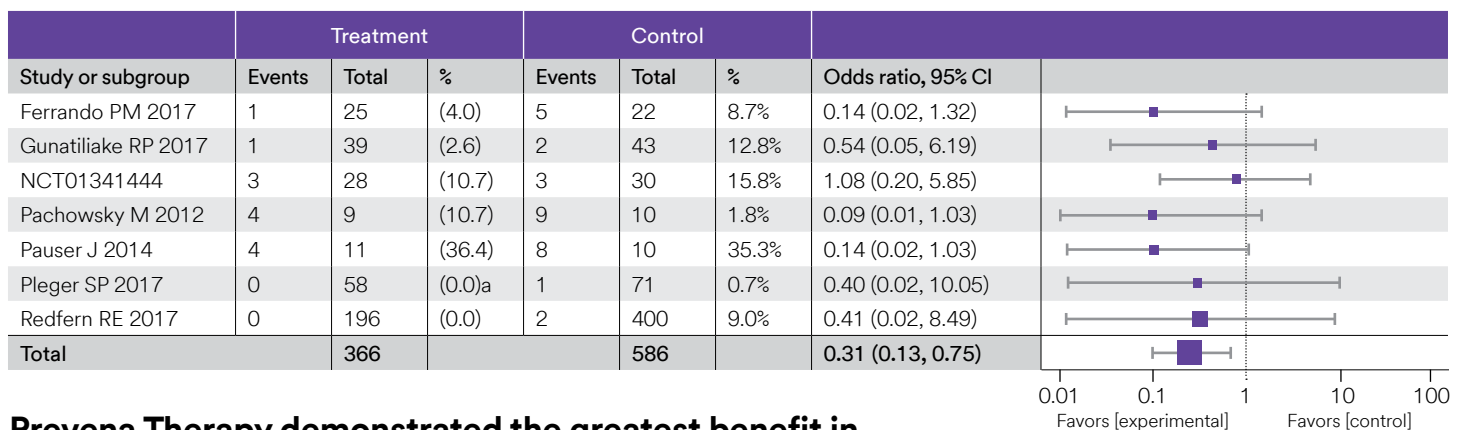 Treatment Control
Study or subgroup Events Total % Events Total % Odds ratio, 95% CI
Ferrando PM 2017 1 25 (4.0) 5 22 8.7% 0.14 (0.02, 1.32)
Gunatiliake RP 2017 1 39 (2.6) 2 43 12.8% 0.54 (0.05, 6.19)
NCT01341444 3 28 (10.7) 3 30 15.8% 1.08 (0.20, 5.85)
Pachowsky M 2012 4 9 (10.7) 9 10 1.8% 0.09 (0.01, 1.03)
Pauser J 2014 4 11 (36.4) 8 10 35.3% 0.14 (0.02, 1.03)
Pleger SP 2017 0 58 (0.0)a 1 71 0.7% 0.40 (0.02, 10.05)
Redfern RE 2017 0 196 (0.0) 2 400 9.0% 0.41 (0.02, 8.49)
Total 366 586 0.31 (0.13, 0.75)
0.01 0.1 1 10 100
Favors [experimental] Favors [control]
Prevena Therapy demonstrated the greatest benefit in